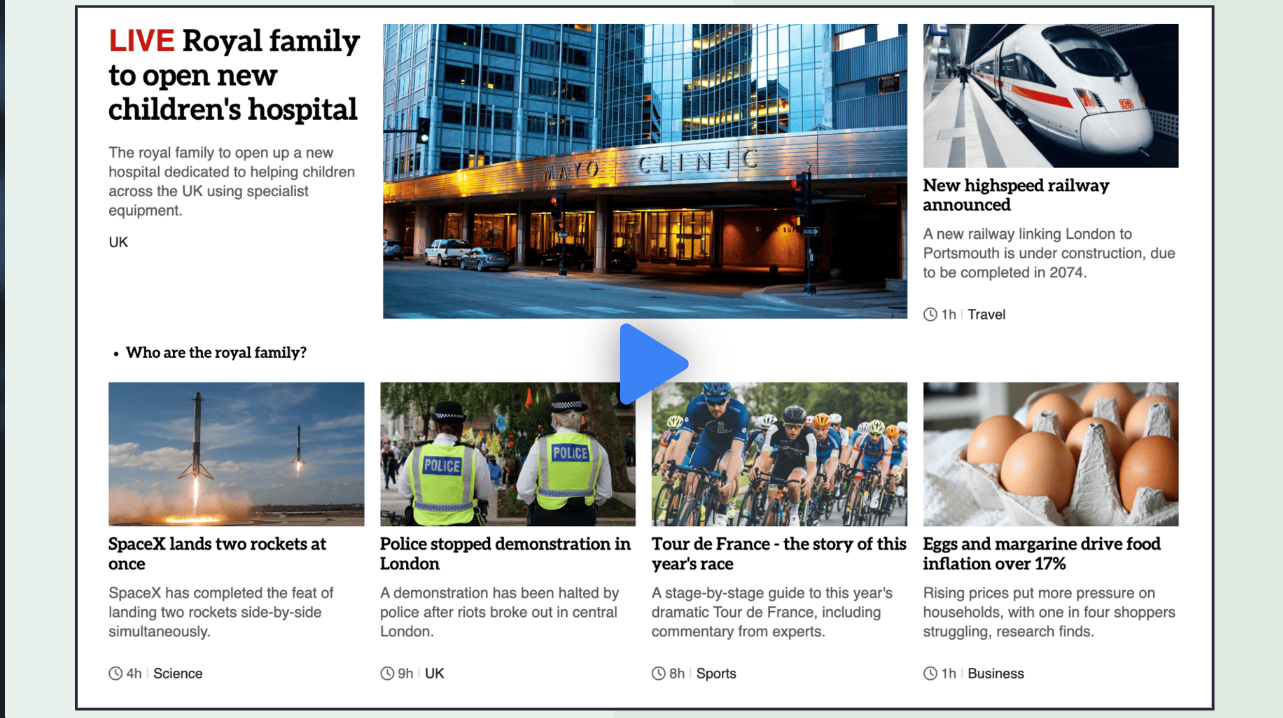 LIVE Royal family
to open new
children's hospital
The royal family to open up a new
hospital dedicated to helping children
across the UK using specialist
equipment.
UK
MAYO CLINIC
DB
New highspeed railway
announced
A new railway linking London to
Portsmouth is under construction, due
to be completed in 2074.
1h | Travel
• Who are the royal family?
SpaceX lands two rockets at
once
SpaceX has completed the feat of
landing two rockets side-by-side
simultaneously.
4h | Science
POLICE
POLICE
Police stopped demonstration in
London
A demonstration has been halted by
police after riots broke out in central
London.
9h | UK
Tour de France - the story of this
year's race
A stage-by-stage guide to this year's
dramatic Tour de France, including
commentary from experts.
8h | Sports
Eggs and margarine drive food
inflation over 17%
Rising prices put more pressure on
households, with one in four shoppers
struggling, research finds.
1h | Business